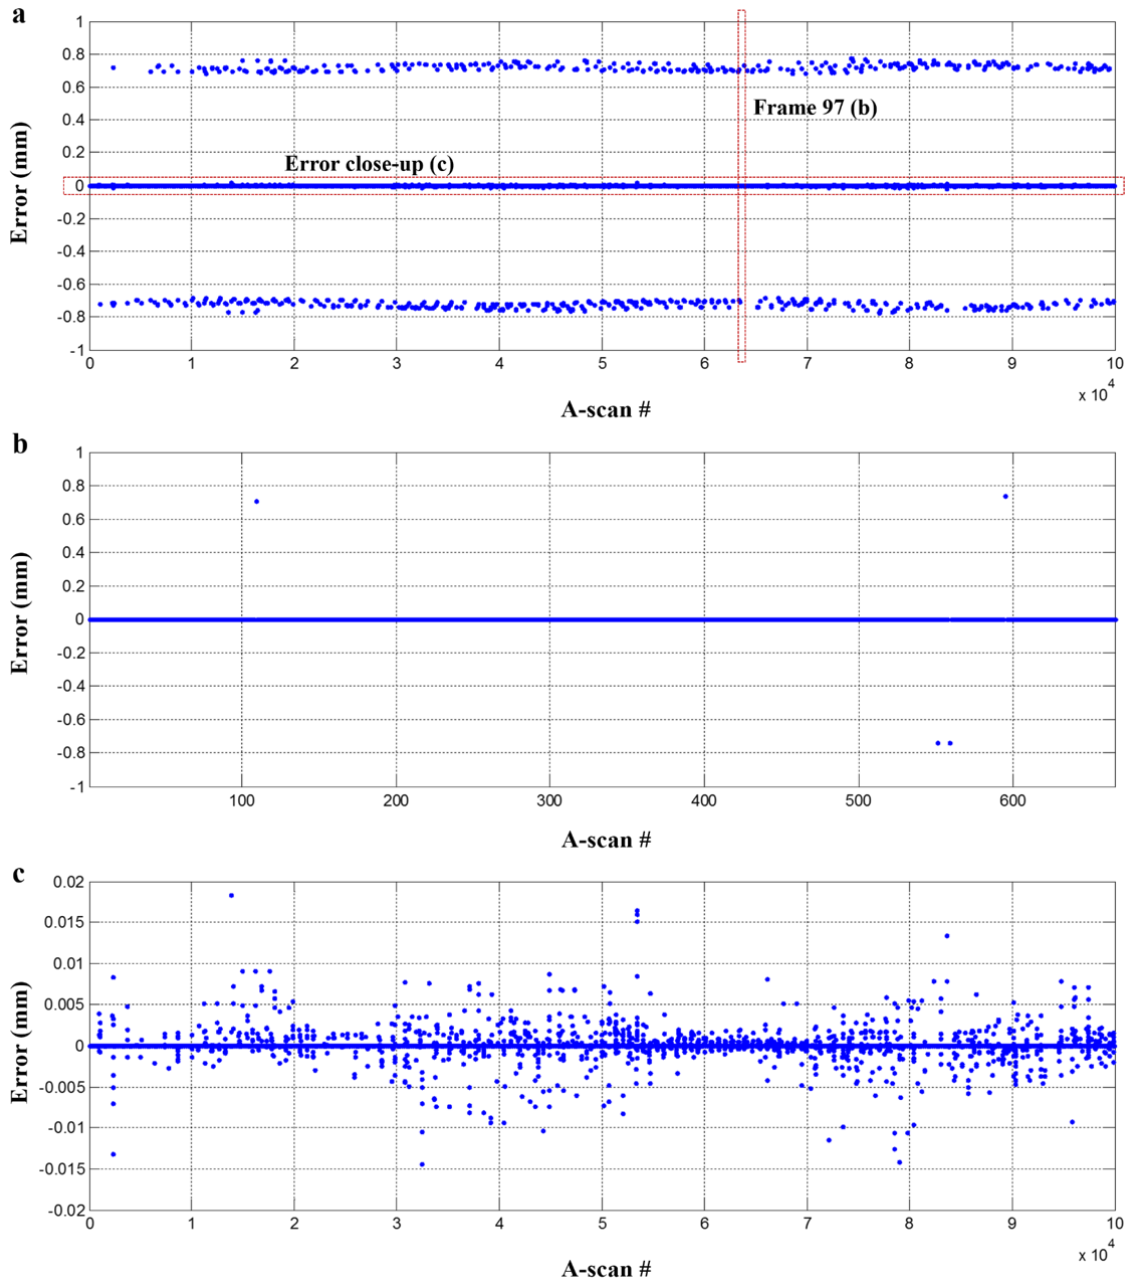 a
1
0.8
0.6
0.4
0.2
0
-0.2
-0.4
-0.6
-0.8
-1
Error (mm)
Frame 97 (b)
Error close-up (c)
0 1 2 3 4 5 6 7 8 9 10
x 10^4
A-scan #
b
1
0.8
0.6
0.4
0.2
0
-0.2
-0.4
-0.6
-0.8
-1
Error (mm)
100 200 300 400 500 600
A-scan #
c
0.02
0.015
0.01
0.005
0
-0.005
-0.01
-0.015
-0.02
Error (mm)
0 1 2 3 4 5 6 7 8 9 10
x 10^4
A-scan #